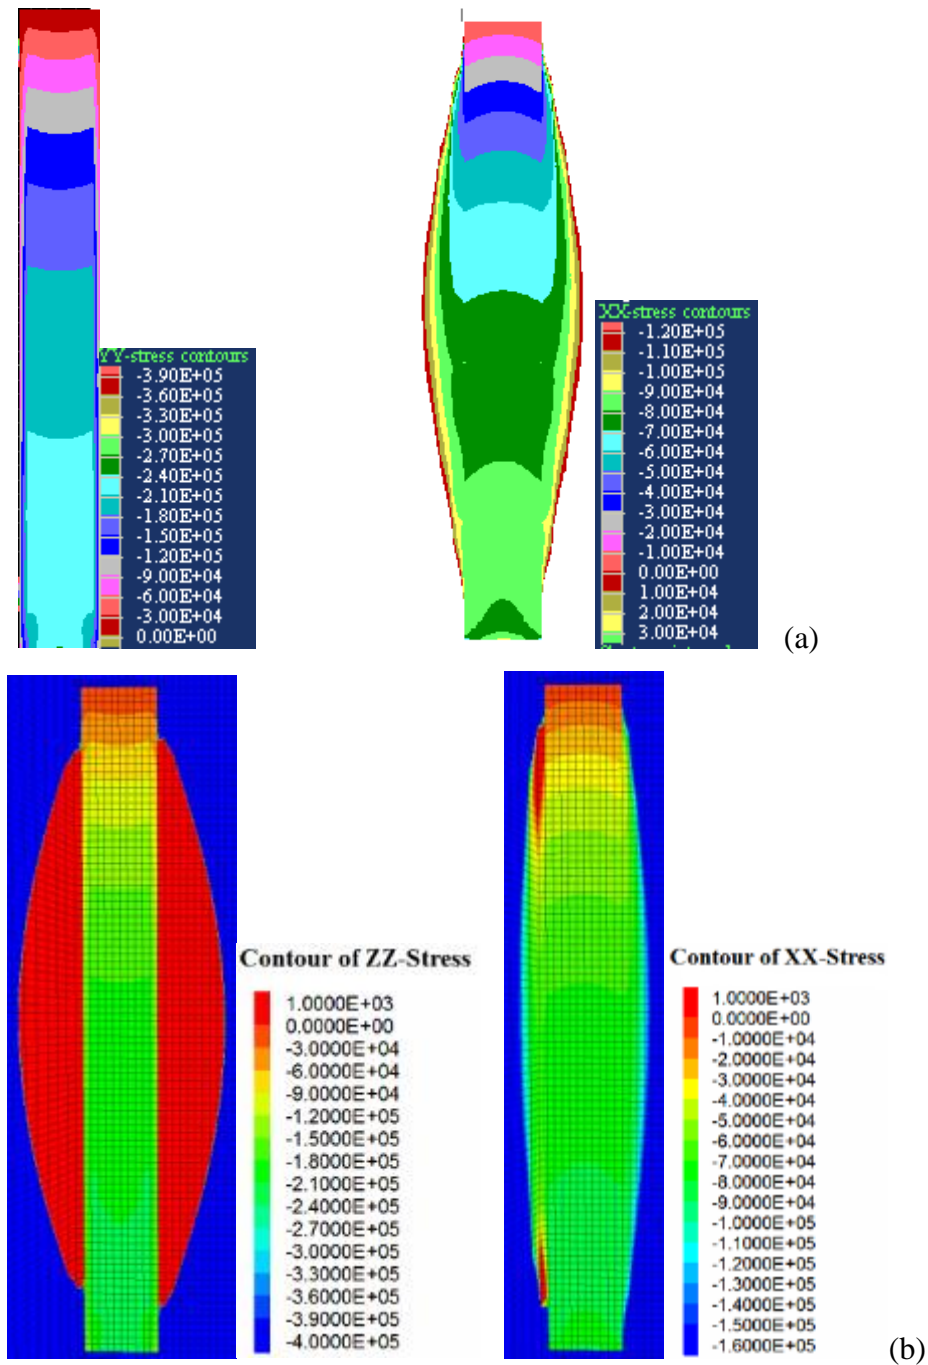 YY-stress contours
-3.90E+05
-3.60E+05
-3.30E+05
-3.00E+05
-2.70E+05
-2.40E+05
-2.10E+05
-1.80E+05
-1.50E+05
-1.20E+05
-9.00E+04
-6.00E+04
-3.00E+04
0.00E+00
XX-stress contours
-1.20E+05
-1.10E+05
-1.00E+05
-9.00E+04
-8.00E+04
-7.00E+04
-6.00E+04
-5.00E+04
-4.00E+04
-3.00E+04
-2.00E+04
-1.00E+04
0.00E+00
1.00E+04
2.00E+04
3.00E+04
(a)
Contour of ZZ-Stress
1.0000E+03
0.0000E+00
-3.0000E+04
-6.0000E+04
-9.0000E+04
-1.2000E+05
-1.5000E+05
-1.8000E+05
-2.1000E+05
-2.4000E+05
-2.7000E+05
-3.0000E+05
-3.3000E+05
-3.6000E+05
-3.9000E+05
-4.0000E+05
Contour of XX-Stress
1.0000E+03
0.0000E+00
-1.0000E+04
-2.0000E+04
-3.0000E+04
-4.0000E+04
-5.0000E+04
-6.0000E+04
-7.0000E+04
-8.0000E+04
-9.0000E+04
-1.0000E+05
-1.1000E+05
-1.2000E+05
-1.3000E+05
-1.4000E+05
-1.5000E+05
-1.6000E+05
(b)